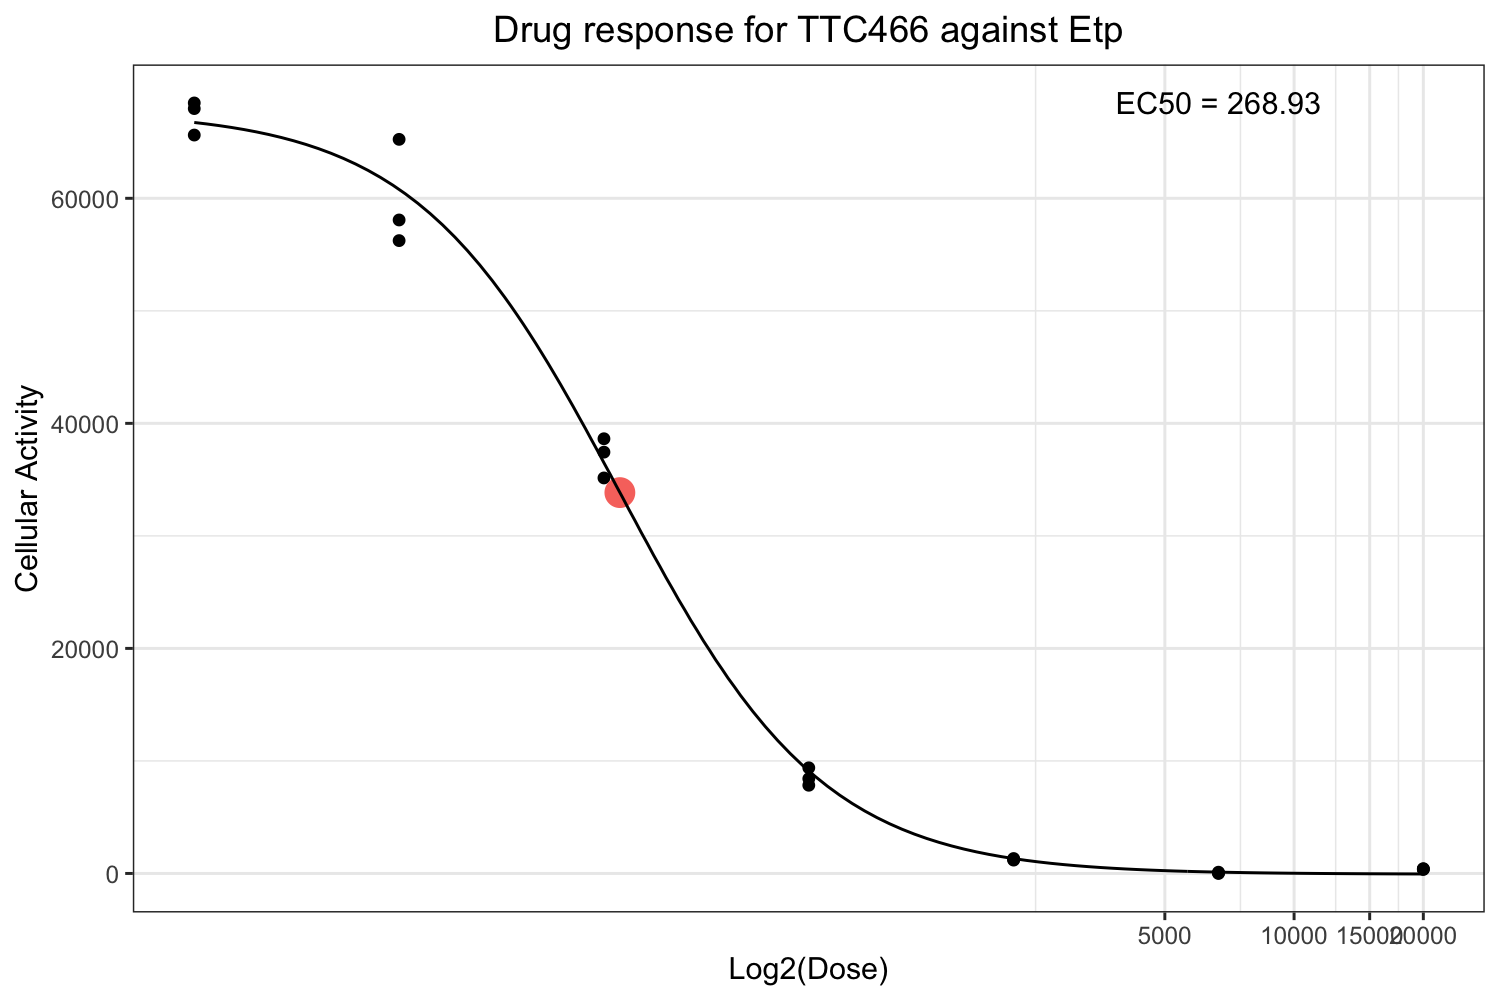 Drug response for TTC466 against Etp
EC50 = 268.93
Cellular Activity
60000
40000
20000
0
5000 10000 15000 20000
Log2(Dose)